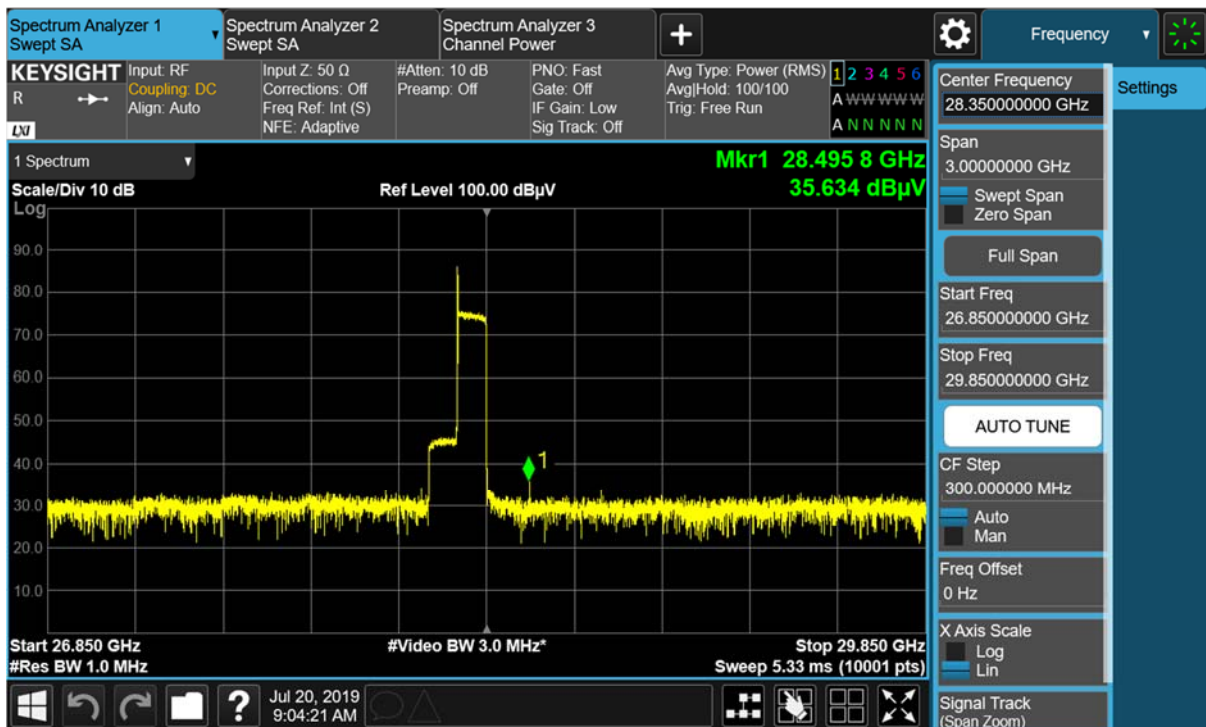 Spectrum Analyzer 1
Swept SA
Spectrum Analyzer 2
Swept SA
Spectrum Analyzer 3
Channel Power
+
Frequency
KEYSIGHT
R
LXI
Input: RF
Coupling: DC
Align: Auto
Input Z: 50 Ω
Corrections: Off
Freq Ref: Int (S)
NFE: Adaptive
#Atten: 10 dB
Preamp: Off
PNO: Fast
Gate: Off
IF Gain: Low
Sig Track: Off
Avg Type: Power (RMS)
Avg|Hold: 100/100
Trig: Free Run
1 2 3 4 5 6
A W W W W W
A N N N N N
1 Spectrum
Mkr1 28.495 8 GHz
Scale/Div 10 dB
Ref Level 100.00 dBµV
35.634 dBµV
Log
90.0
80.0
70.0
60.0
50.0
40.0
30.0
20.0
10.0
1
Start 26.850 GHz
#Video BW 3.0 MHz*
Stop 29.850 GHz
#Res BW 1.0 MHz
Sweep 5.33 ms (10001 pts)
Center Frequency
28.350000000 GHz
Settings
Span
3.00000000 GHz
Swept Span
Zero Span
Full Span
Start Freq
26.850000000 GHz
Stop Freq
29.850000000 GHz
AUTO TUNE
CF Step
300.000000 MHz
Auto
Man
Freq Offset
0 Hz
X Axis Scale
Log
Lin
Signal Track
(Span Zoom)
?
Jul 20, 2019
9:04:21 AM